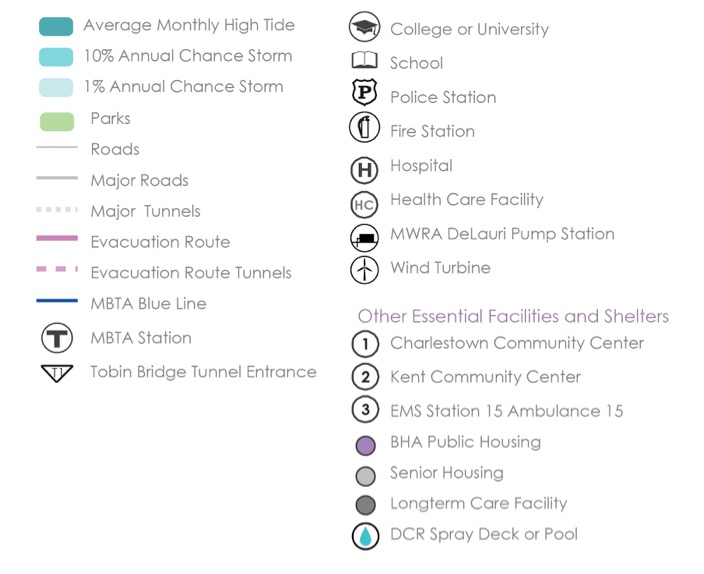 Average Monthly High Tide
10% Annual Chance Storm
1% Annual Chance Storm
Parks
Roads
Major Roads
Major Tunnels
Evacuation Route
Evacuation Route Tunnels
MBTA Blue Line
T MBTA Station
T1 Tobin Bridge Tunnel Entrance
College or University
School
P Police Station
Fire Station
H Hospital
HC Health Care Facility
MWRA DeLauri Pump Station
Wind Turbine
Other Essential Facilities and Shelters
1 Charlestown Community Center
2 Kent Community Center
3 EMS Station 15 Ambulance 15
BHA Public Housing
Senior Housing
Longterm Care Facility
DCR Spray Deck or Pool